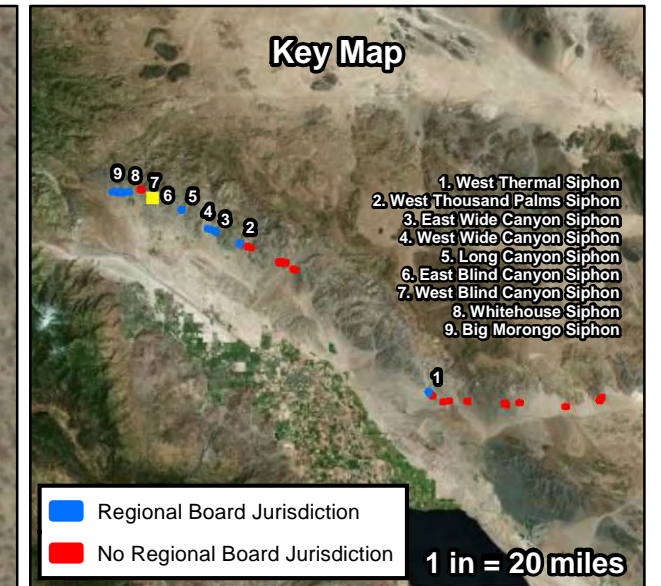 Key Map
9 8 7
6 5
4 3
2
1. West Thermal Siphon
2. West Thousand Palms Siphon
3. East Wide Canyon Siphon
4. West Wide Canyon Siphon
5. Long Canyon Siphon
6. East Blind Canyon Siphon
7. West Blind Canyon Siphon
8. Whitehouse Siphon
9. Big Morongo Siphon
1
Regional Board Jurisdiction
No Regional Board Jurisdiction
1 in = 20 miles